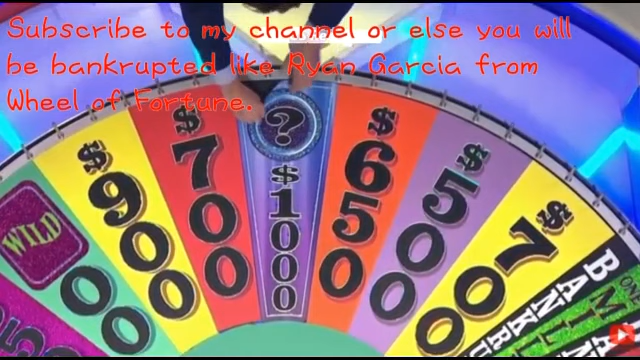 Subscribe to my channel or else you will
be bankrupted like Ryan Garcia from
Wheel of Fortune.
?
WILD
$900
$700
$1000
$650
$500
$700
BANKRU